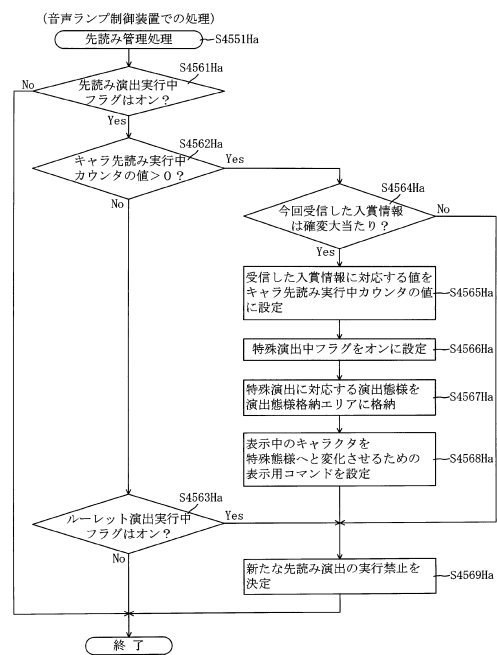 (音声ランプ制御装置での処理)
先読み管理処理
S4551Ha
S4561Ha
先読み演出実行中
フラグはオン?
No
Yes
S4562Ha
キャラ先読み実行中
カウンタの値>0?
Yes
No
S4564Ha
今回受信した入賞情報
は確変大当たり?
No
Yes
受信した入賞情報に対応する値を
キャラ先読み実行中カウンタの値
に設定
S4565Ha
特殊演出中フラグをオンに設定
S4566Ha
特殊演出に対応する演出態様を
演出態様格納エリアに格納
S4567Ha
表示中のキャラクタを
特殊態様へと変化させるための
表示用コマンドを設定
S4568Ha
S4563Ha
ルーレット演出実行中
フラグはオン?
Yes
No
新たな先読み演出の実行禁止を
決定
S4569Ha
終了